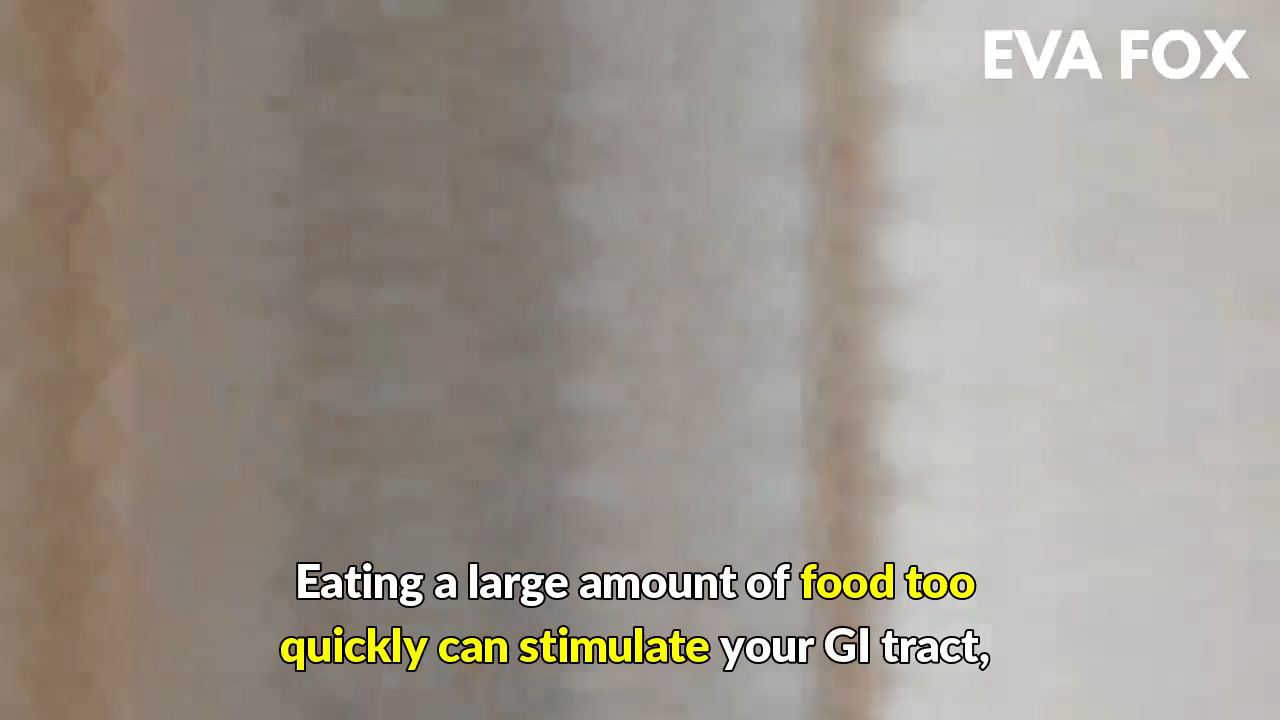 EVA FOX
Eating a large amount of food too
quickly can stimulate your GI tract,